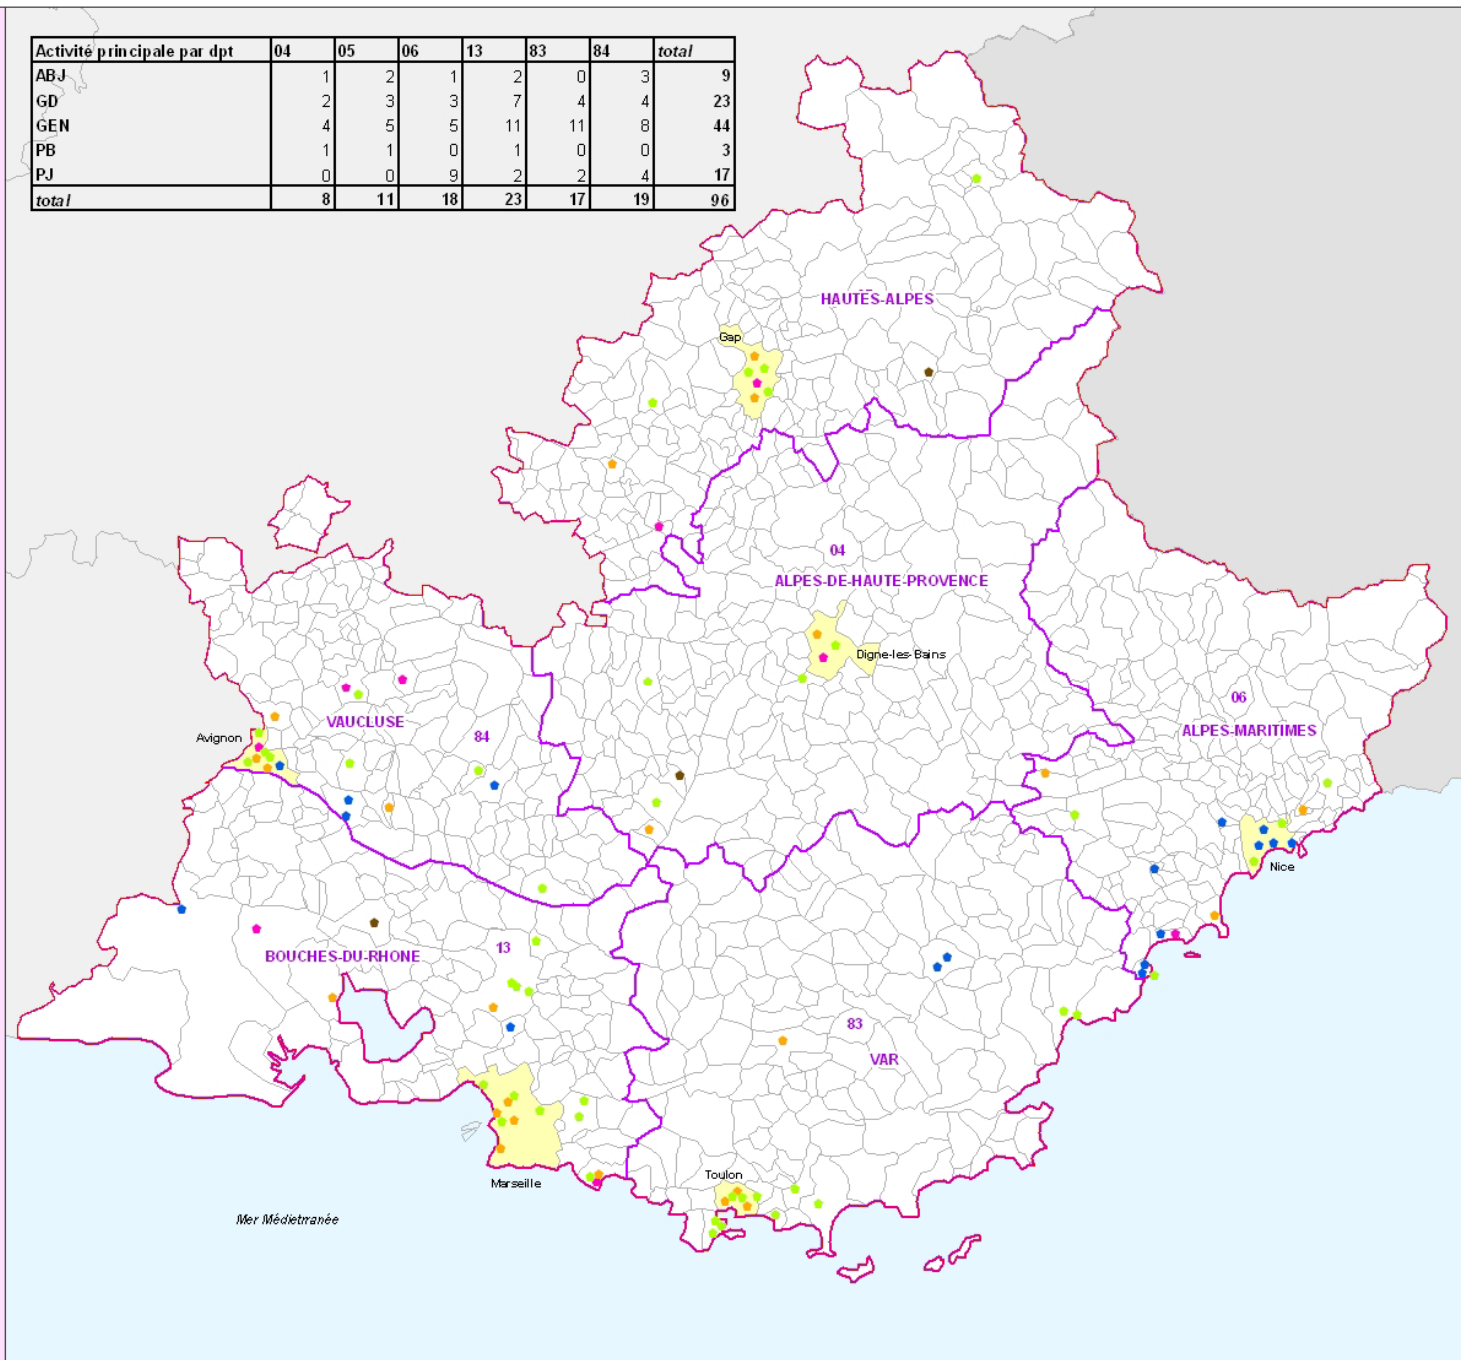 Activité principale par dpt 04 05 06 13 83 84 total
ABJ 1 2 1 2 0 3 9
GD 2 3 3 7 4 4 23
GEN 4 5 5 11 11 8 44
PB 1 1 0 1 0 0 3
PJ 0 0 9 2 2 4 17
total 8 11 18 23 17 19 96
HAUTES-ALPES
Gap
04
ALPES-DE-HAUTE-PROVENCE
Digne-les-Bains
06
ALPES-MARITIMES
VAUCLUSE
84
Avignon
Nice
13
BOUCHES-DU-RHONE
83
VAR
Toulon
Marseille
Mer Médietrranée